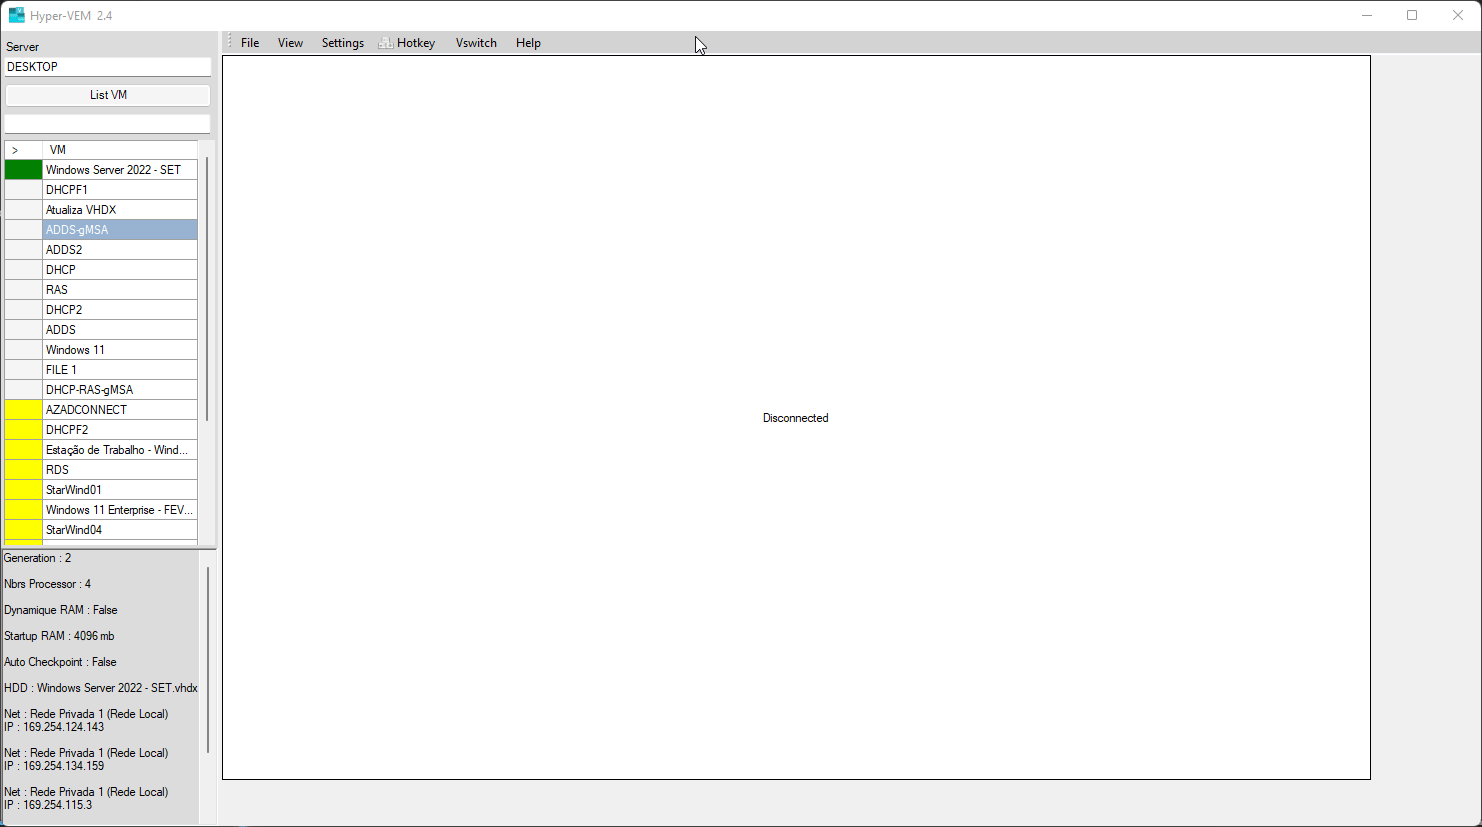 Hyper-VEM 2.4
File View Settings Hotkey Vswitch Help
Server
DESKTOP
List VM
> VM
Windows Server 2022 - SET
DHCPF1
Atualiza VHDX
ADDS-gMSA
ADDS2
DHCP
RAS
DHCP2
ADDS
Windows 11
FILE 1
DHCP-RAS-gMSA
AZADCONNECT
DHCPF2
Estação de Trabalho - Wind...
RDS
StarWind01
Windows 11 Enterprise - FEV...
StarWind04
Generation : 2
Nbrs Processor : 4
Dynamique RAM : False
Startup RAM : 4096 mb
Auto Checkpoint : False
HDD : Windows Server 2022 - SET.vhdx
Net : Rede Privada 1 (Rede Local)
IP : 169.254.124.143
Net : Rede Privada 1 (Rede Local)
IP : 169.254.134.159
Net : Rede Privada 1 (Rede Local)
IP : 169.254.115.3
Disconnected